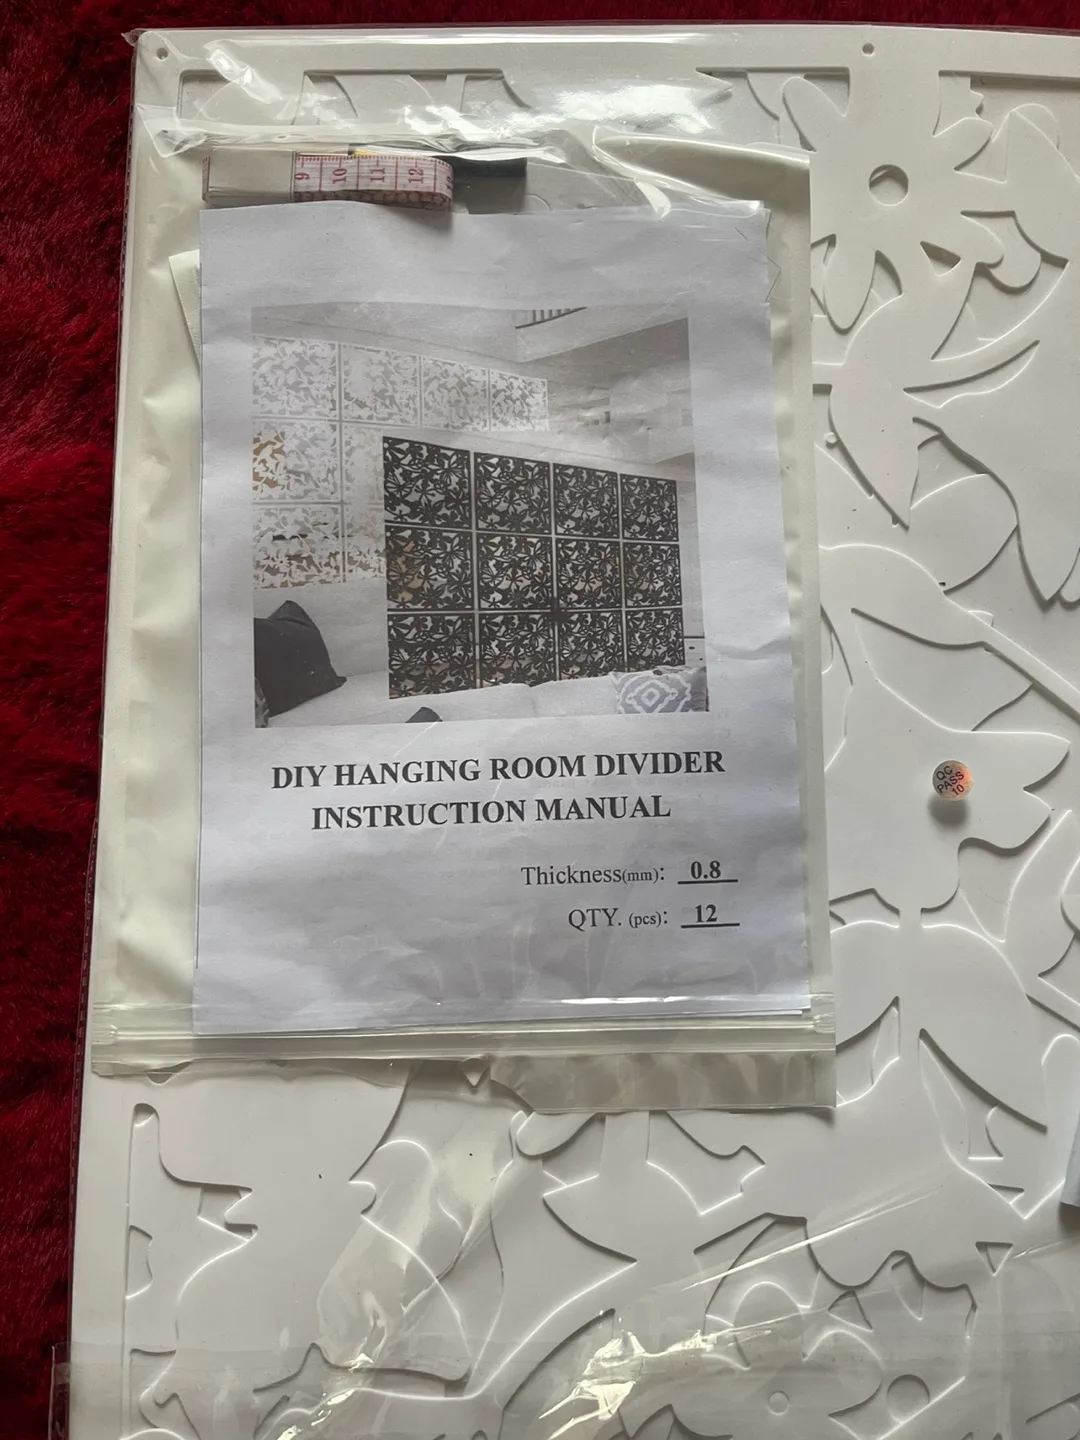 9 10 11 12
DIY HANGING ROOM DIVIDER
INSTRUCTION MANUAL
Thickness(mm): 0.8
QTY. (pcs): 12
QC
PASS
10